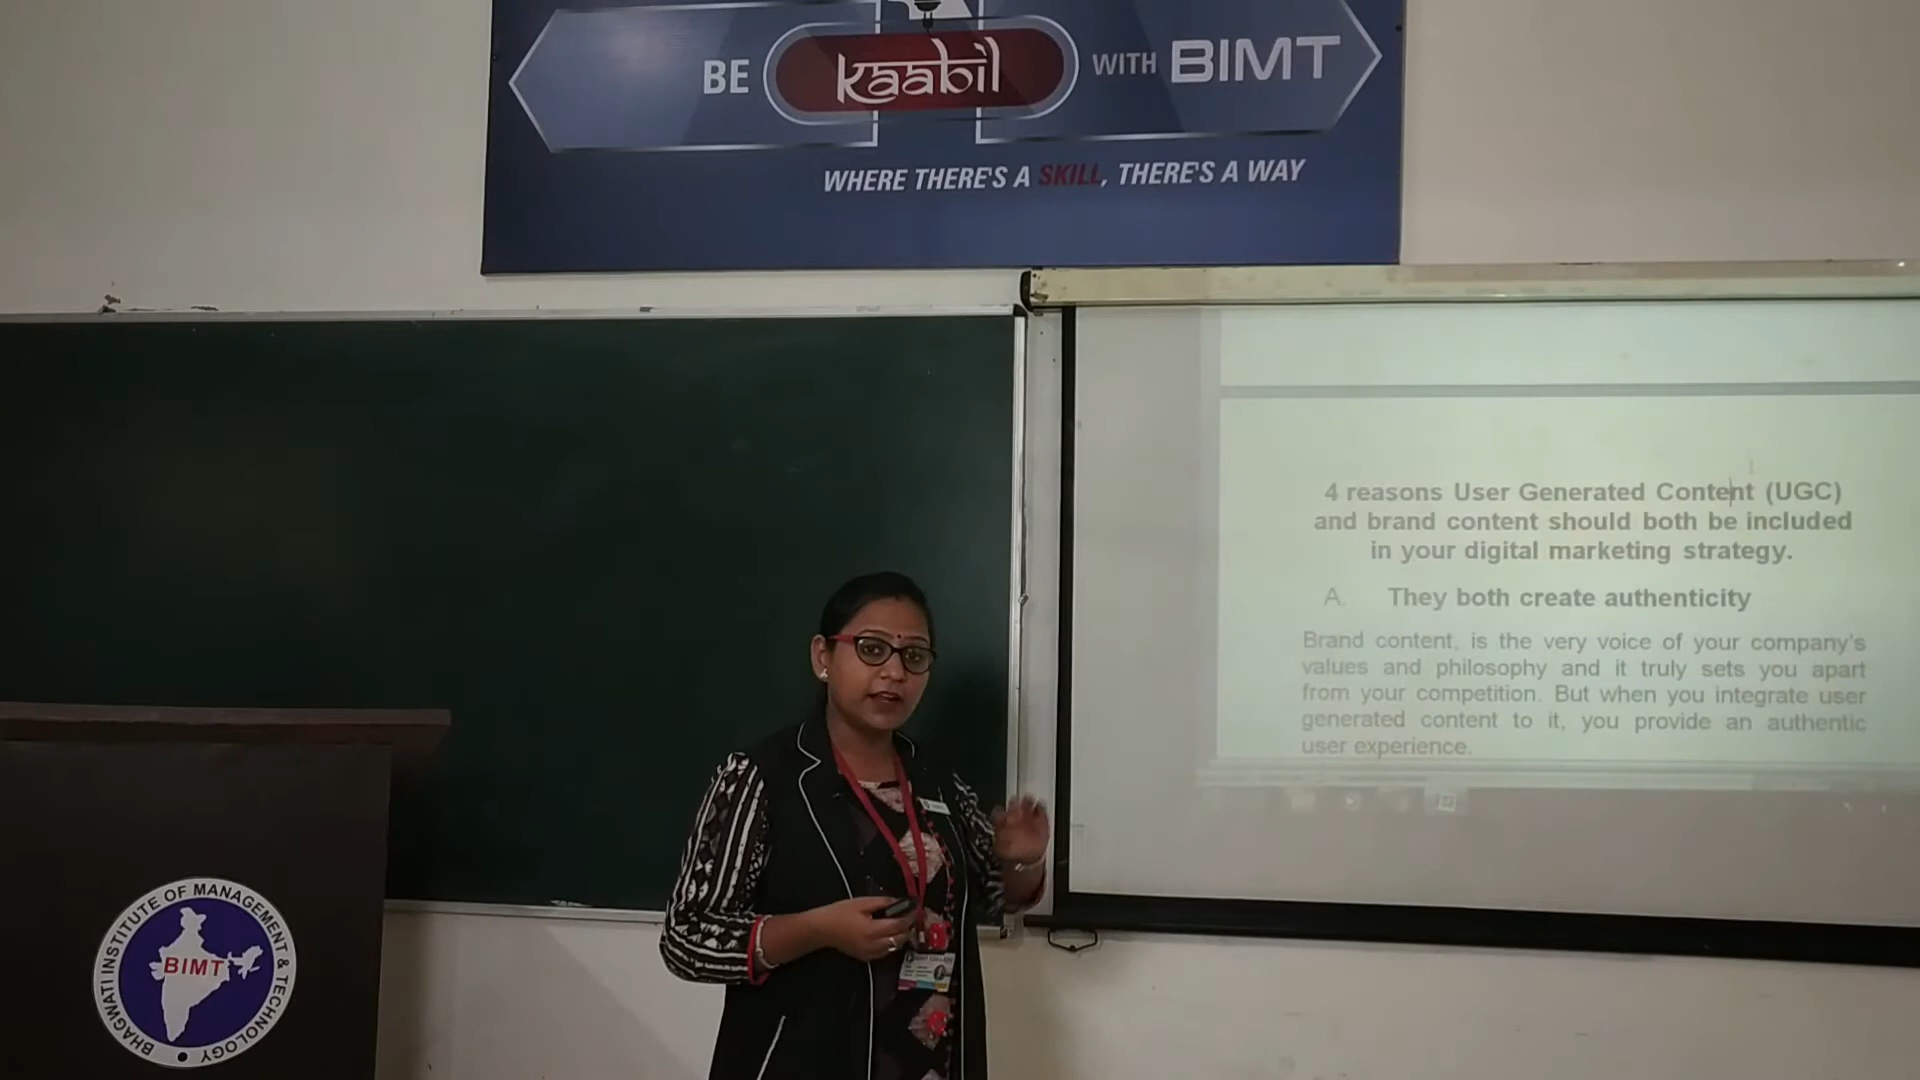 BE kaabil WITH BIMT
WHERE THERE'S A SKILL, THERE'S A WAY
4 reasons User Generated Content (UGC)
and brand content should both be included
in your digital marketing strategy.
A. They both create authenticity
Brand content, is the very voice of your company's
values and philosophy and it truly sets you apart
from your competition. But when you integrate user
generated content to it, you provide an authentic
user experience.
BHAGWATI INSTITUTE OF MANAGEMENT & TECHNOLOGY
BIMT